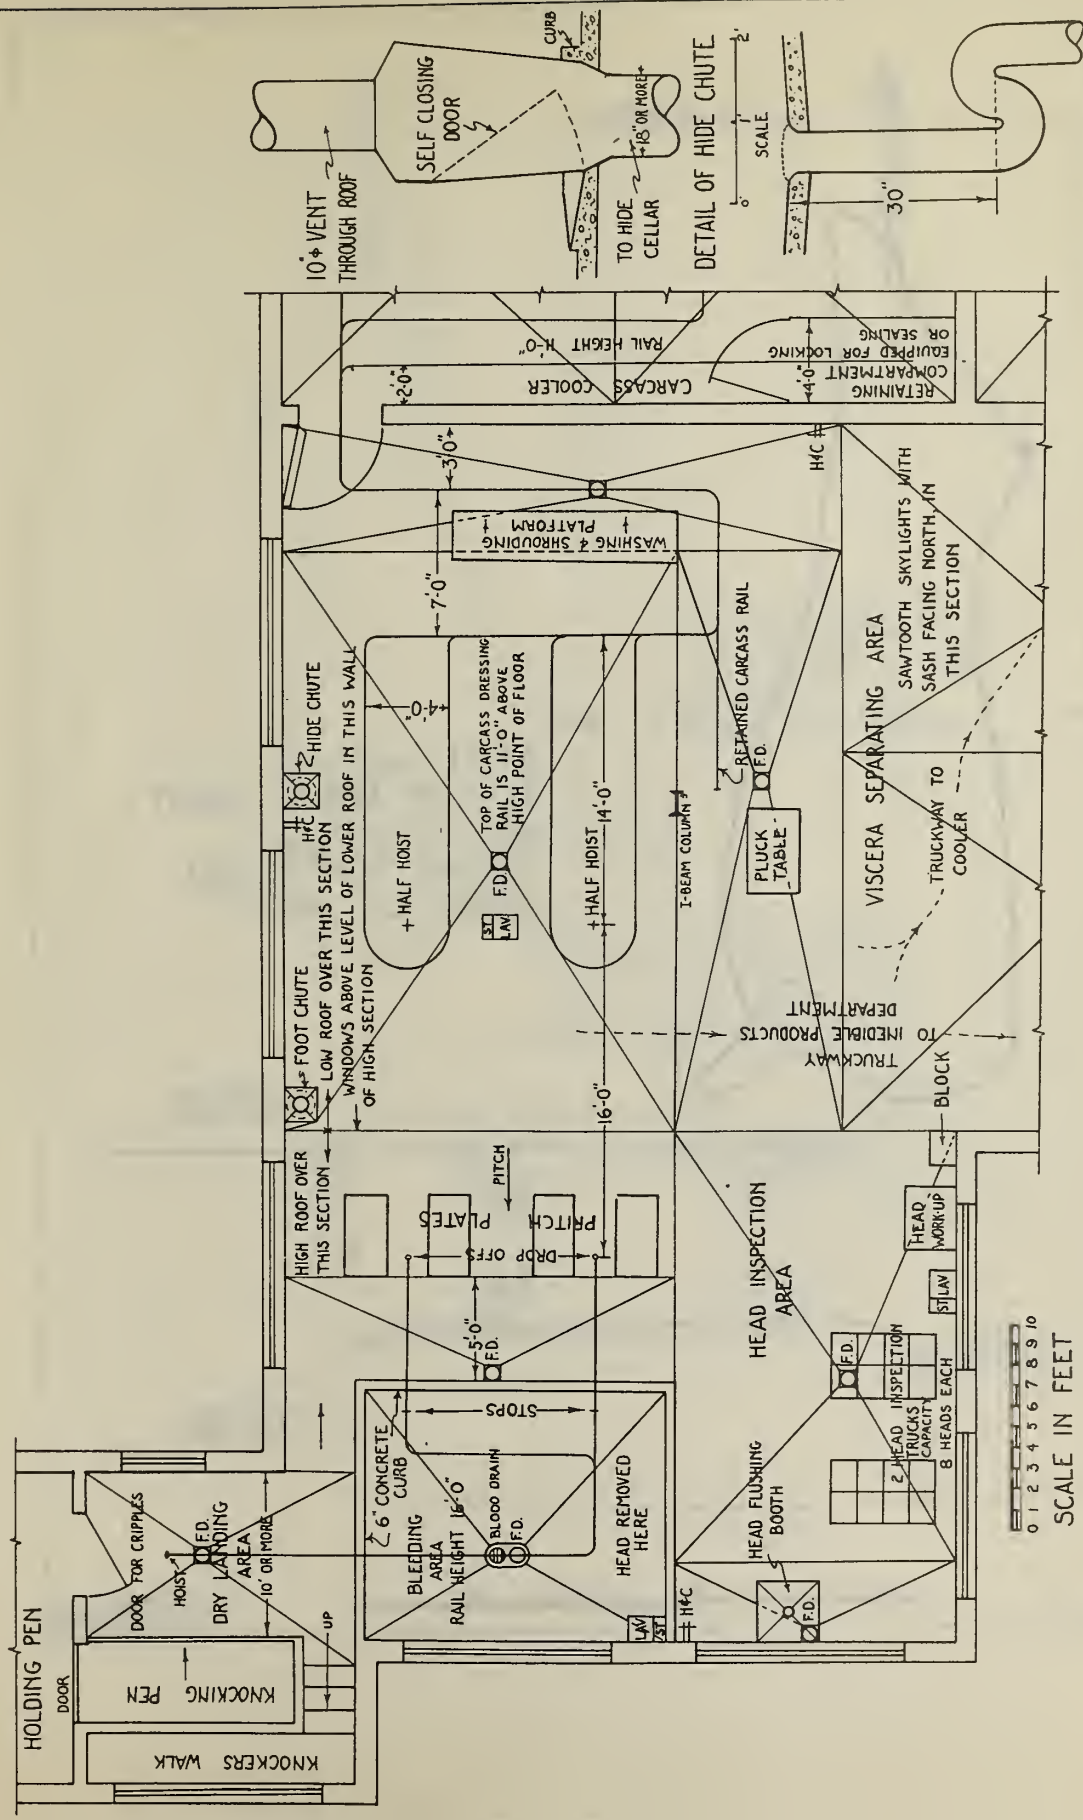 HOLDING PEN
DOOR
KNOCKERS WALK
KNOCKING PEN
UP
DOOR FOR CRIPPLES
HOIST
F.D.
DRY LANDING
AREA
10' OR MORE
6" CONCRETE
CURB
BLEEDING
AREA
RAIL HEIGHT 16'-0"
BLOOD DRAIN
F.D.
STOPS
HEAD REMOVED
HERE
LAV
ST
H&C
HEAD FLUSHING
BOOTH
F.D.
2 HEAD INSPECTION
TRUCKS
CAPACITY
8 HEADS EACH
F.D.
ST LAV
HEAD
WORK-UP
BLOCK
HEAD INSPECTION
AREA
5'-0"
F.D.
DROP OFFS
PRITCH PLATES
PITCH
HIGH ROOF OVER
THIS SECTION
FOOT CHUTE
LOW ROOF OVER THIS SECTION
WINDOWS ABOVE LEVEL OF LOWER ROOF IN THIS WALL
OF HIGH SECTION
H&C
HIDE CHUTE
HALF HOIST
4'-0"
ST
LAV
F.D.
TOP OF CARCASS DRESSING
RAIL IS 11'-0" ABOVE
HIGH POINT OF FLOOR
HALF HOIST
14'-0"
16'-0"
7'-0"
3'-0"
2'-0"
WASHING & SHROUDING
PLATFORM
I-BEAM COLUMNS
RETAINED CARCASS RAIL
F.D.
PLUCK
TABLE
TRUCKWAY
TO INEDIBLE PRODUCTS
DEPARTMENT
VISCERA SEPARATING AREA
TRUCKWAY TO
COOLER
SAWTOOTH SKYLIGHTS WITH
SASH FACING NORTH, IN
THIS SECTION
H&C
CARCASS COOLER
RAIL HEIGHT 11'-0"
4'-0"
RETAINING
COMPARTMENT
EQUIPPED FOR LOCKING
OR SEALING
10"ϕ VENT
THROUGH ROOF
SELF CLOSING
DOOR
CURB
TO HIDE
CELLAR
18" OR MORE
DETAIL OF HIDE CHUTE
0" 1' 2'
SCALE
30"
0 1 2 3 4 5 6 7 8 9 10
SCALE IN FEET